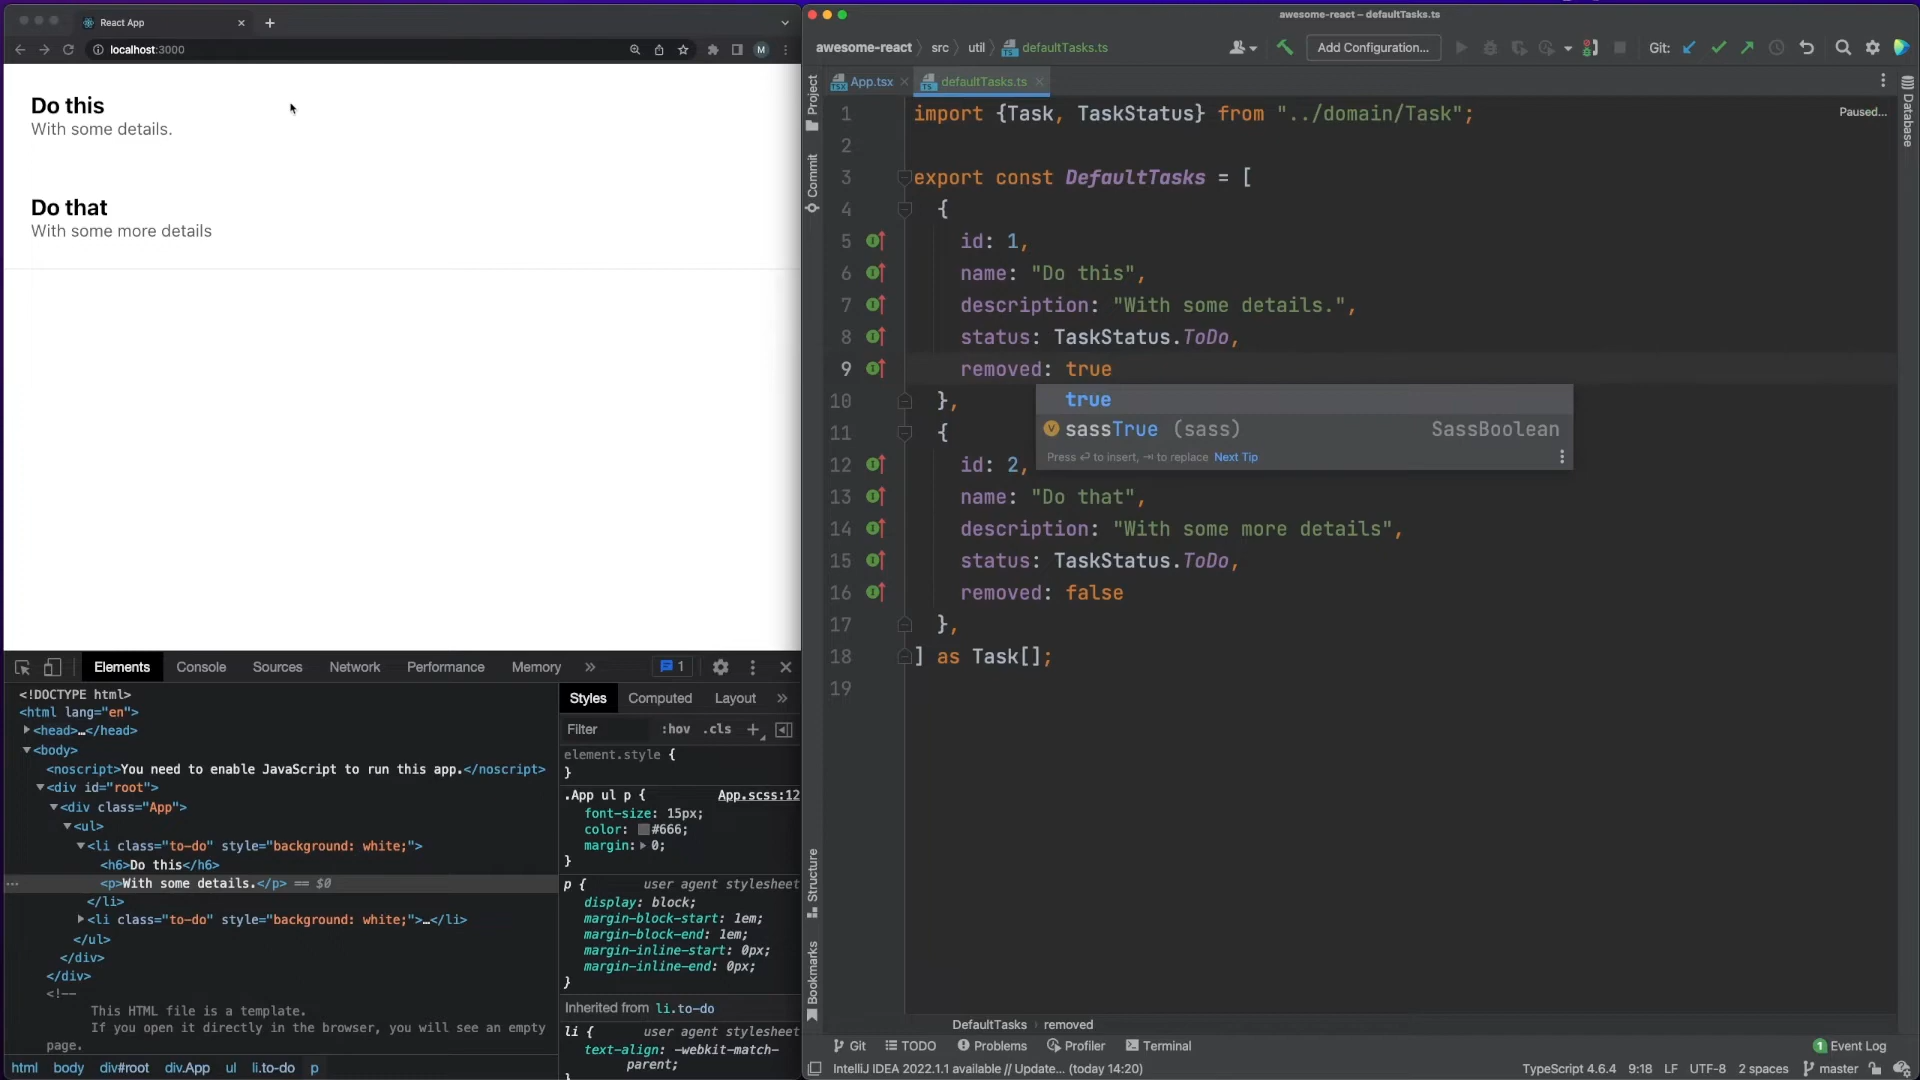 React App
localhost:3000
M
Do this
With some details.
Do that
With some more details
Elements
Console
Sources
Network
Performance
Memory
1
<!DOCTYPE html>
<html lang="en">
<head>…</head>
<body>
<noscript>You need to enable JavaScript to run this app.</noscript>
<div id="root">
<div class="App">
<ul>
<li class="to-do" style="background: white;">
<h6>Do this</h6>
<p>With some details.</p> == $0
</li>
<li class="to-do" style="background: white;">…</li>
</ul>
</div>
</div>
<!--
This HTML file is a template.
If you open it directly in the browser, you will see an empty
page.
html body div#root div.App ul li.to-do p
Styles
Computed
Layout
Filter
:hov .cls
element.style {
}
.App ul p {
App.scss:12
font-size: 15px;
color: #666;
margin: 0;
}
p {
user agent stylesheet
display: block;
margin-block-start: 1em;
margin-block-end: 1em;
margin-inline-start: 0px;
margin-inline-end: 0px;
}
Inherited from li.to-do
li {
user agent stylesheet
text-align: -webkit-match-
parent;
awesome-react – defaultTasks.ts
awesome-react src util defaultTasks.ts
Add Configuration...
Git:
App.tsx
defaultTasks.ts
Project
Commit
Structure
Bookmarks
Database
Paused...
1 import {Task, TaskStatus} from "../domain/Task";
2
3 export const DefaultTasks = [
4 {
5 id: 1,
6 name: "Do this",
7 description: "With some details.",
8 status: TaskStatus.ToDo,
9 removed: true
10 },
11 {
12 id: 2,
13 name: "Do that",
14 description: "With some more details",
15 status: TaskStatus.ToDo,
16 removed: false
17 },
18 ] as Task[];
19
true
sassTrue (sass) SassBoolean
Press ⏎ to insert, ⇥ to replace Next Tip
DefaultTasks removed
Git
TODO
Problems
Profiler
Terminal
1 Event Log
IntelliJ IDEA 2022.1.1 available // Update... (today 14:20)
TypeScript 4.6.4 9:18 LF UTF-8 2 spaces master